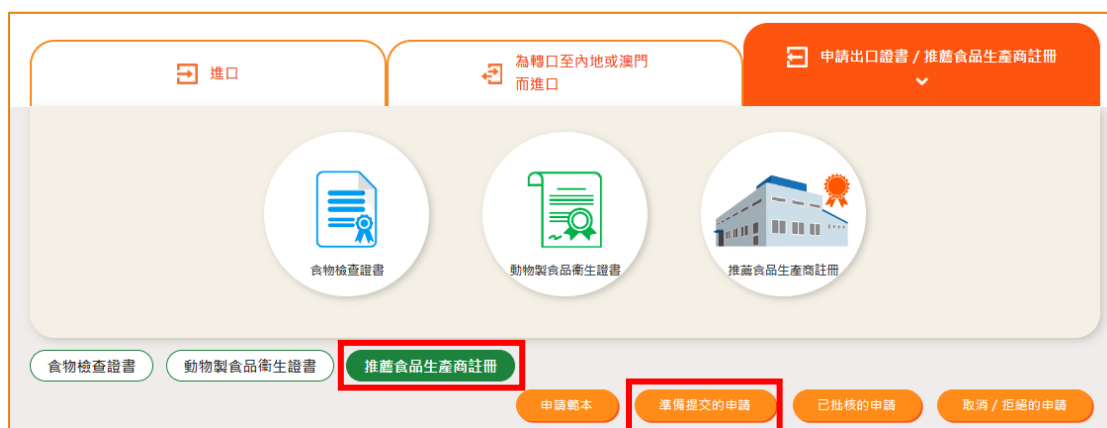 進口
為轉口至內地或澳門
而進口
申請出口證書 / 推薦食品生產商註冊
食物檢查證書
動物製食品衞生證書
推薦食品生產商註冊
食物檢查證書
動物製食品衞生證書
推薦食品生產商註冊
申請範本
準備提交的申請
已批核的申請
取消 / 拒絕的申請